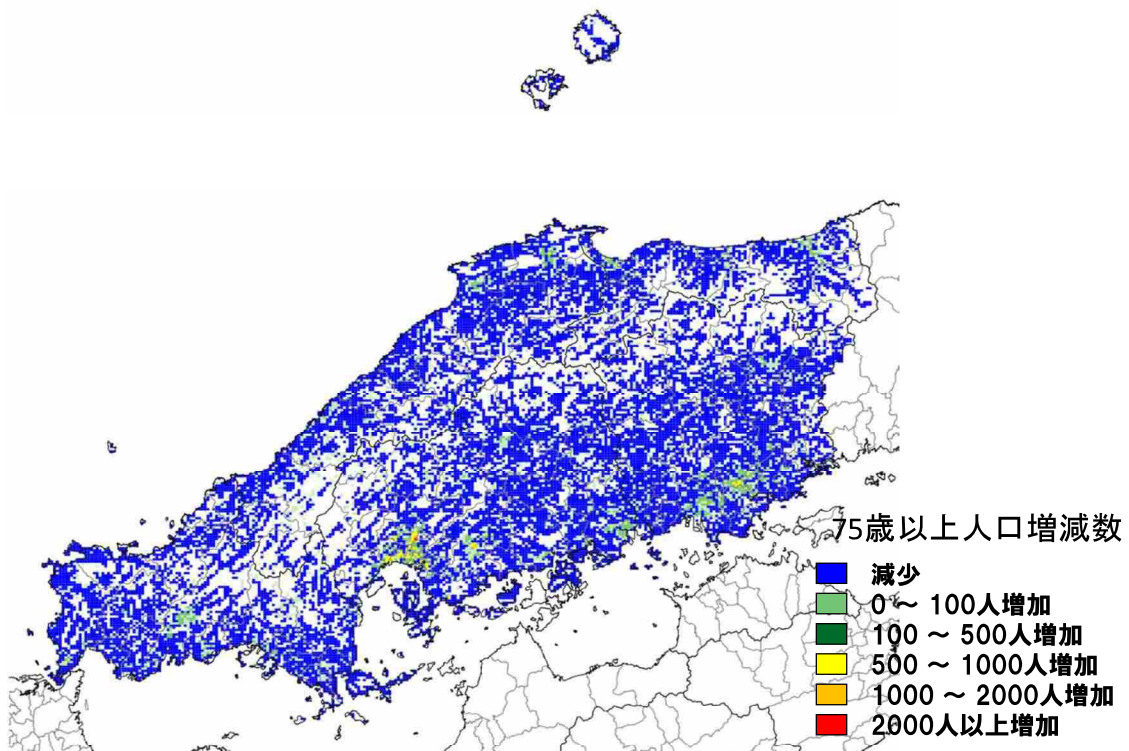 75歳以上人口増減数
減少
0 ～ 100人増加
100 ～ 500人増加
500 ～ 1000人増加
1000 ～ 2000人増加
2000人以上増加